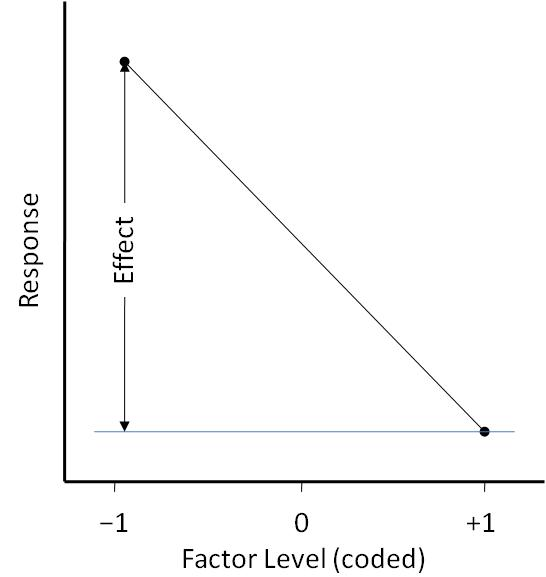 Response
Effect
−1
0
+1
Factor Level (coded)